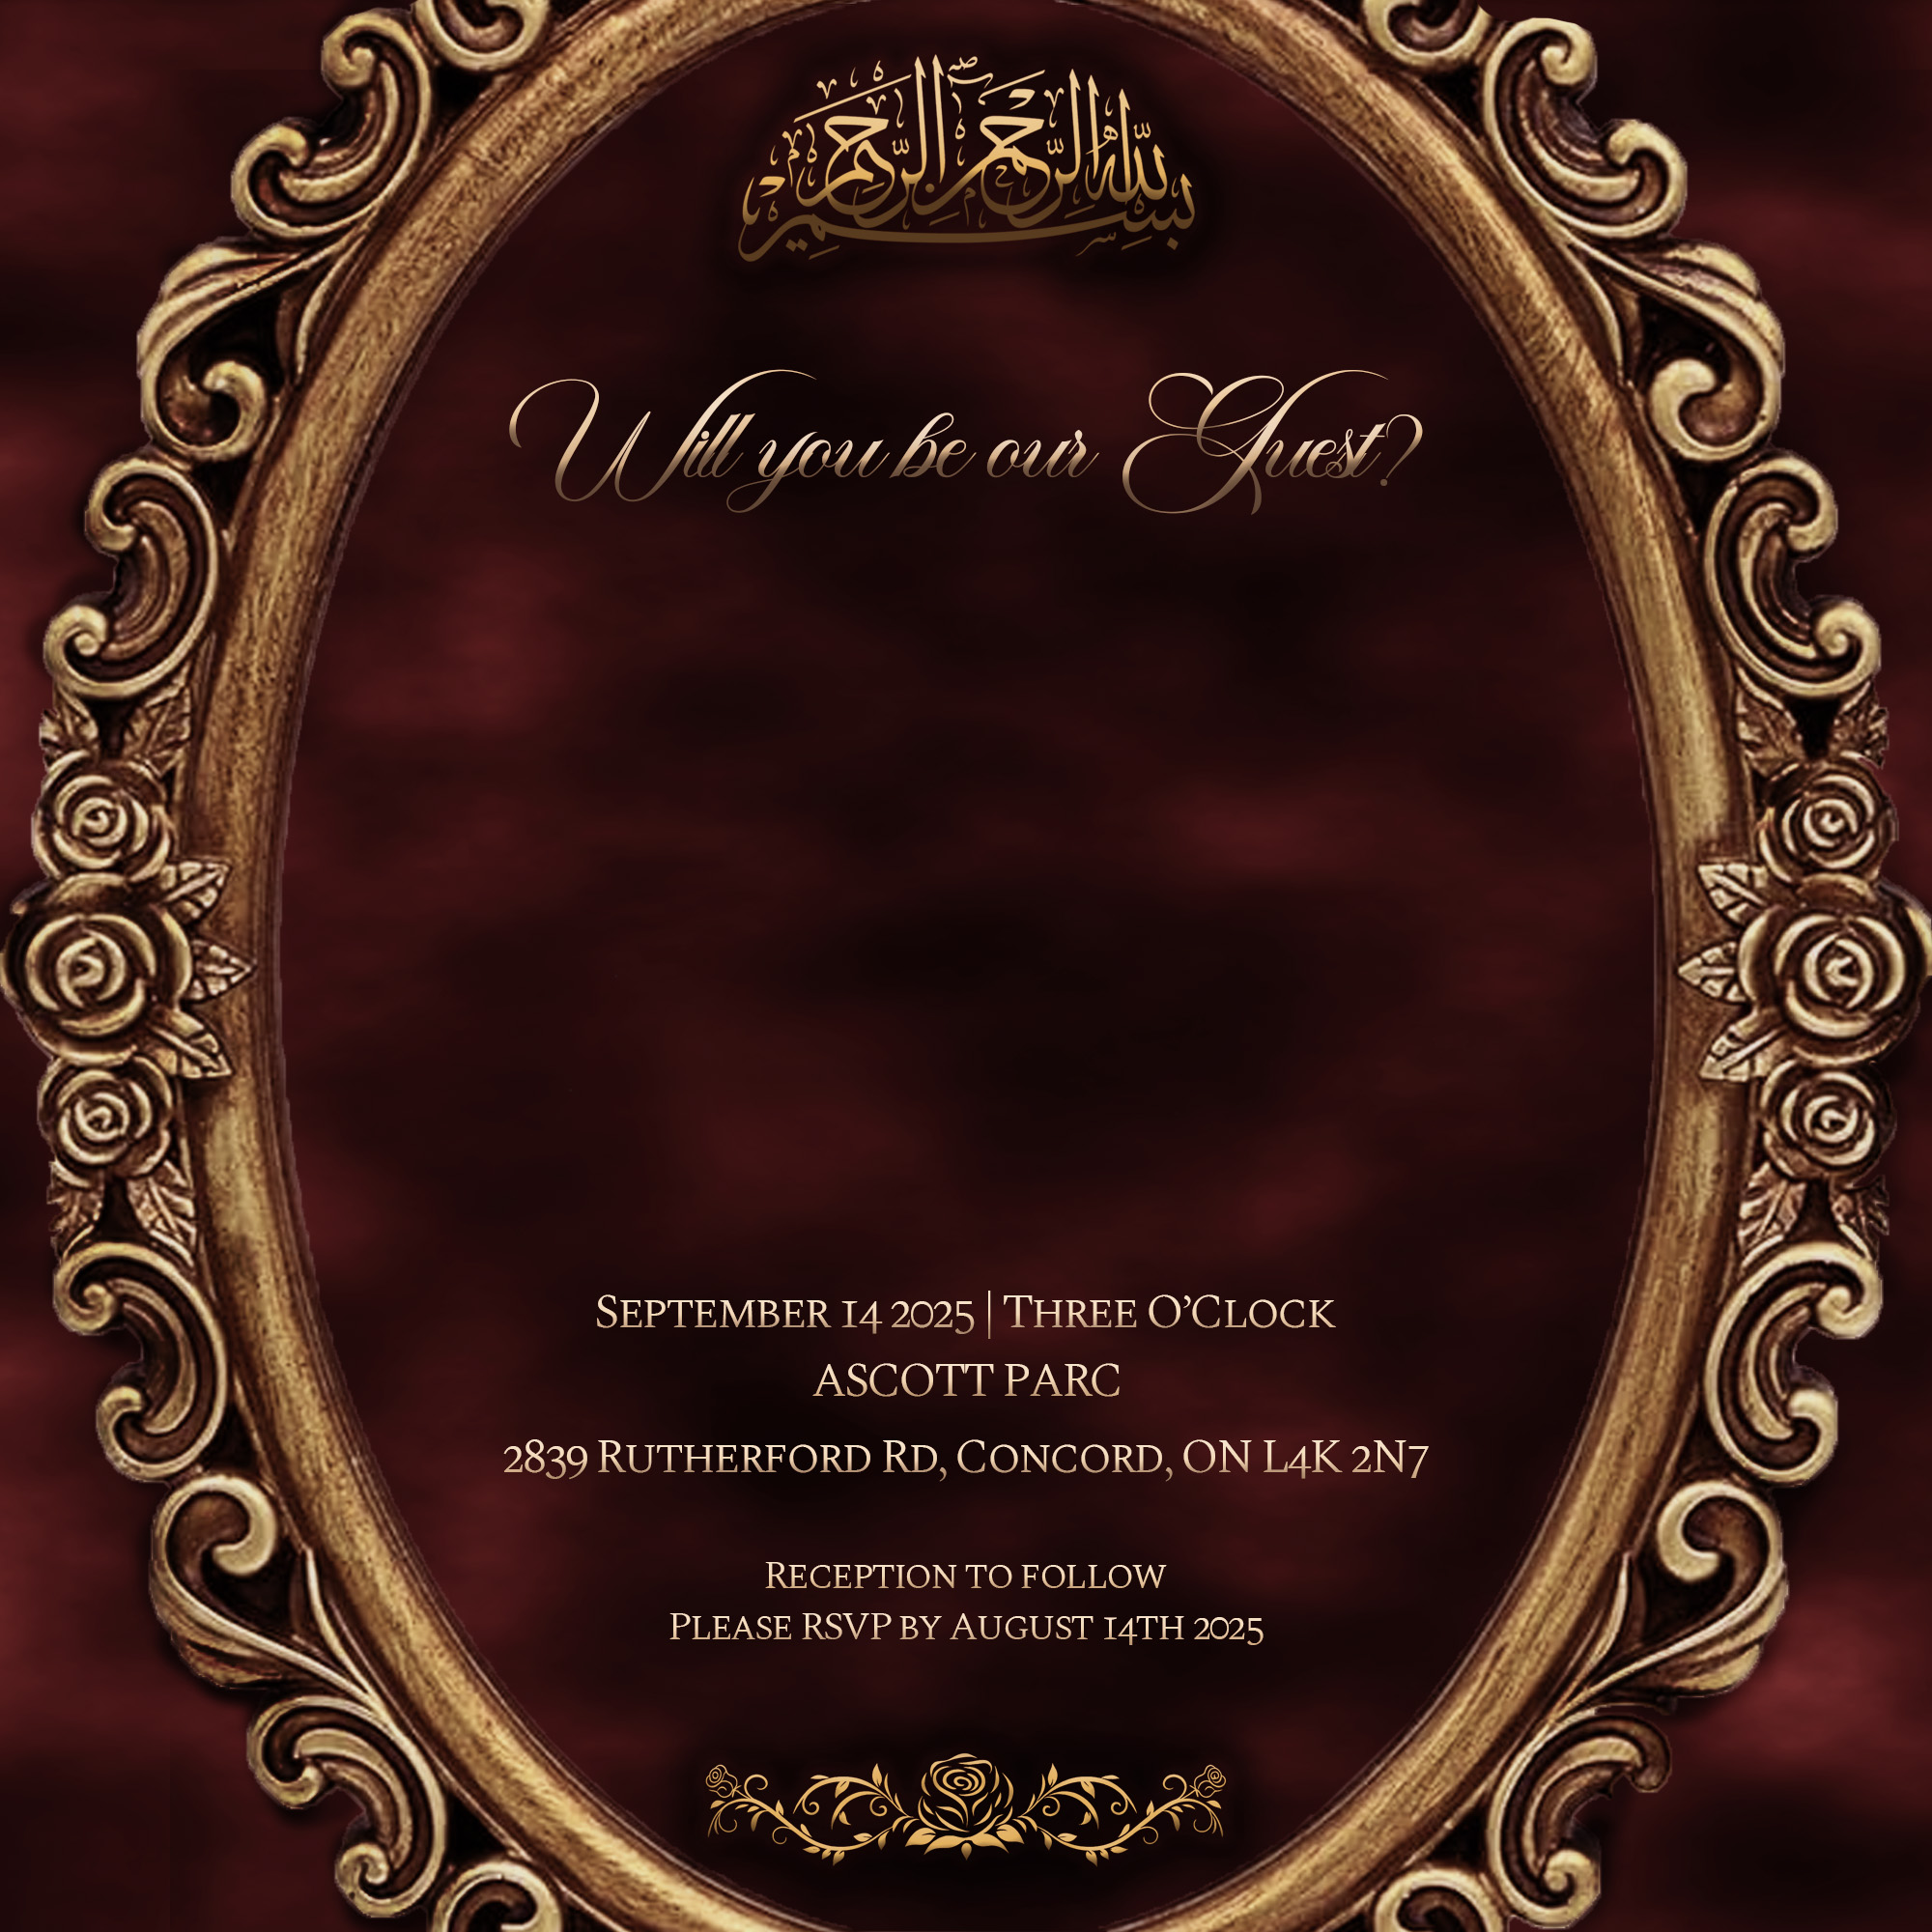 بسم الله الرحمن الرحيم
Will you be our Guest?
September 14 2025 | Three O’Clock
ASCOTT PARC
2839 Rutherford Rd, Concord, ON L4K 2N7
Reception to follow
Please RSVP by August 14th 2025